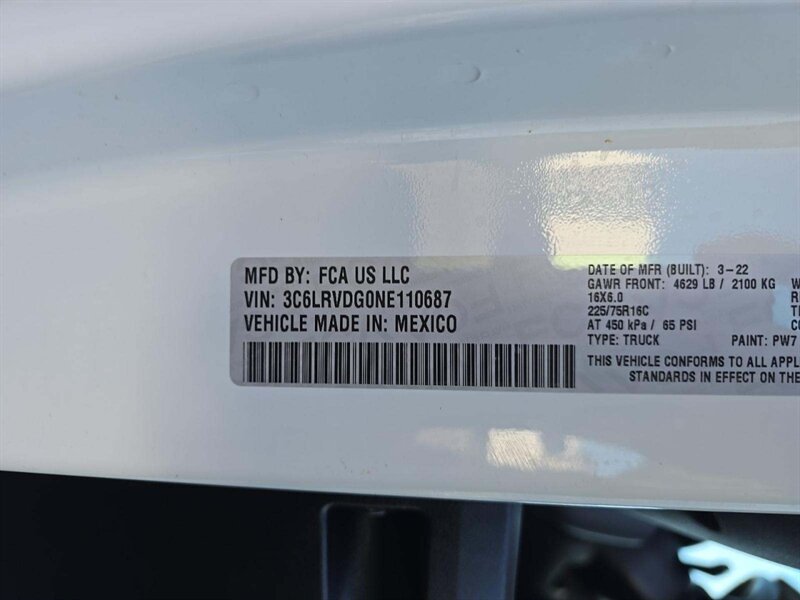 MFD BY: FCA US LLC
VIN: 3C6LRVDG0NE110687
VEHICLE MADE IN: MEXICO
DATE OF MFR (BUILT): 3-22
GAWR FRONT: 4629 LB / 2100 KG
16X6.0
225/75R16C
AT 450 kPa / 65 PSI
TYPE: TRUCK PAINT: PW7
THIS VEHICLE CONFORMS TO ALL APPL
STANDARDS IN EFFECT ON THE